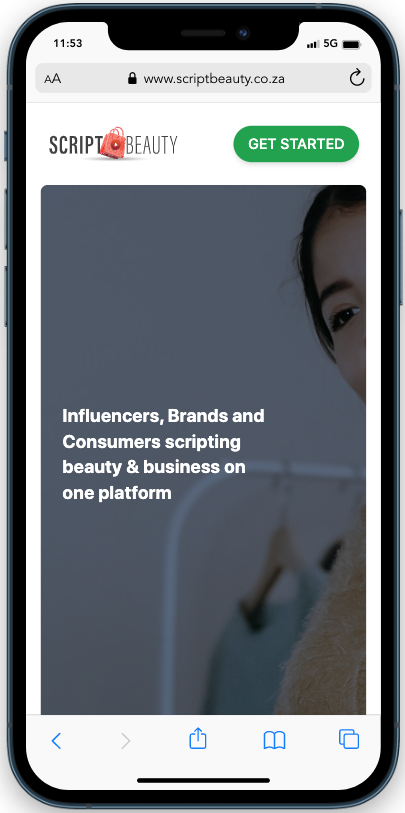 11:53
5G
AA
www.scriptbeauty.co.za
SCRIPT BEAUTY
GET STARTED
Influencers, Brands and
Consumers scripting
beauty & business on
one platform